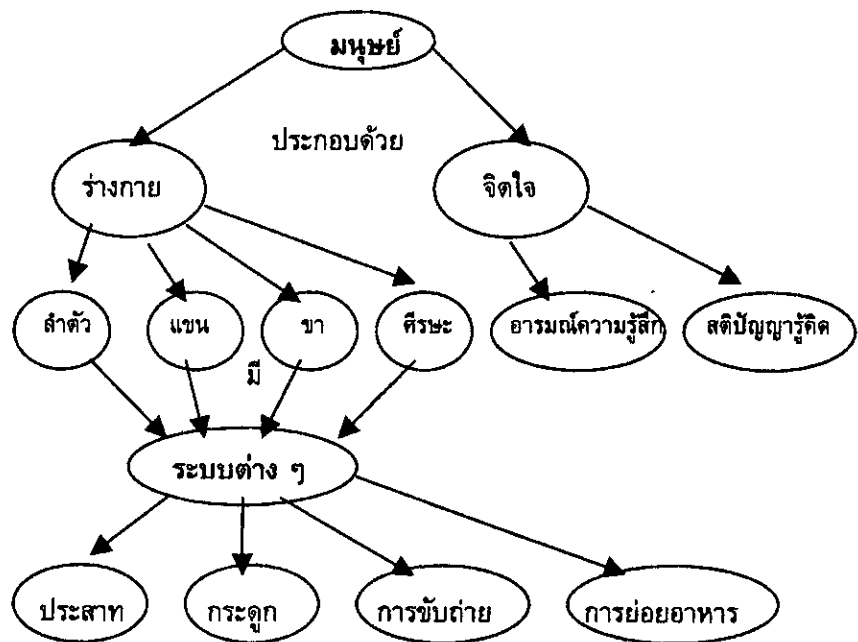 มนุษย์
ประกอบด้วย
ร่างกาย จิตใจ
ลำตัว แขน ขา ศีรษะ อารมณ์ความรู้สึก สติปัญญารู้คิด
มี
ระบบต่าง ๆ
ประสาท กระดูก การขับถ่าย การย่อยอาหาร